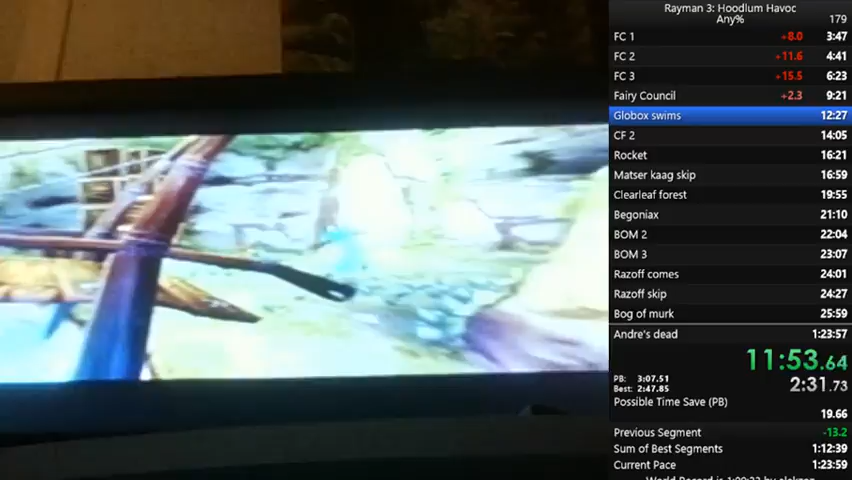 Rayman 3: Hoodlum Havoc
Any% 179
FC 1 +8.0 3:47
FC 2 +11.6 4:41
FC 3 +15.5 6:23
Fairy Council +2.3 9:21
Globox swims 12:27
CF 2 14:05
Rocket 16:21
Matser kaag skip 16:59
Clearleaf forest 19:55
Begoniax 21:10
BOM 2 22:04
BOM 3 23:07
Razoff comes 24:01
Razoff skip 24:27
Bog of murk 25:59
Andre's dead 1:23:57
11:53.64
PB: 3:07.51
Best: 2:47.85 2:31.73
Possible Time Save (PB)
19.66
Previous Segment -13.2
Sum of Best Segments 1:12:39
Current Pace 1:23:59
World Record is